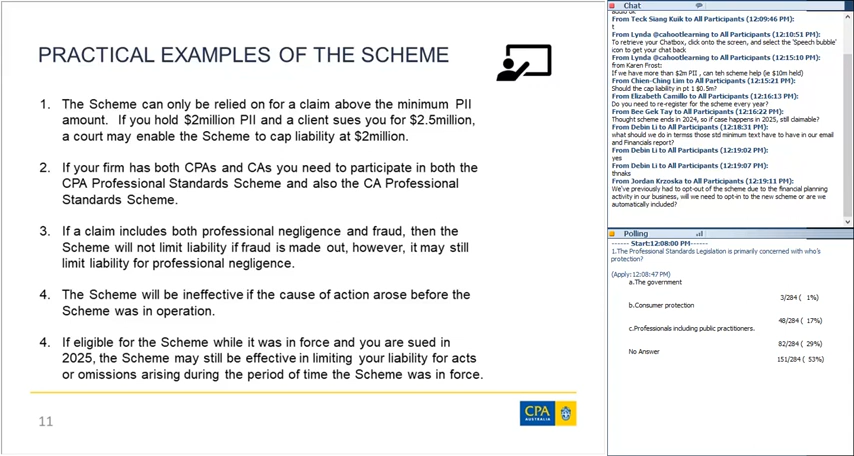 PRACTICAL EXAMPLES OF THE SCHEME
1. The Scheme can only be relied on for a claim above the minimum PII
amount. If you hold $2million PII and a client sues you for $2.5million,
a court may enable the Scheme to cap liability at $2million.
2. If your firm has both CPAs and CAs you need to participate in both the
CPA Professional Standards Scheme and also the CA Professional
Standards Scheme.
3. If a claim includes both professional negligence and fraud, then the
Scheme will not limit liability if fraud is made out, however, it may still
limit liability for professional negligence.
4. The Scheme will be ineffective if the cause of action arose before the
Scheme was in operation.
4. If eligible for the Scheme while it was in force and you are sued in
2025, the Scheme may still be effective in limiting your liability for acts
or omissions arising during the period of time the Scheme was in force.
11
CPA
AUSTRALIA
Chat
From Teck Siang Kuik to All Participants (12:09:46 PM):
t
From Lynda @cahootlearning to All Participants (12:10:51 PM):
To retrieve your Chatbox, click onto the screen, and select the 'Speech bubble'
icon to get your chat back
From Lynda @cahootlearning to All Participants (12:15:10 PM):
from Karen Frost:
If we have more than $2m PII , can teh scheme help (ie $10m held)
From Chien-Ching Lim to All Participants (12:15:21 PM):
Should the cap liability in pt 1 $0.5m?
From Elizabeth Camillo to All Participants (12:16:13 PM):
Do you need to re-register for the scheme every year?
From Bee Gek Tay to All Participants (12:16:22 PM):
Thought scheme ends in 2024, so if case happens in 2025, still claimable?
From Debin Li to All Participants (12:18:31 PM):
what should we do in termss those std minimum text have to have in our email
and Financials report?
From Debin Li to All Participants (12:19:02 PM):
yes
From Debin Li to All Participants (12:19:07 PM):
thnaks
From Jordan Krzoska to All Participants (12:19:11 PM):
We've previously had to opt-out of the scheme due to the financial planning
activity in our business, will we need to opt-in to the new scheme or are we
automatically included?
Polling
------ Start:12:08:00 PM------
1.The Professional Standards Legislation is primarily concerned with who's
protection?
(Apply:12:08:47 PM)
a.The government
3/284 ( 1%)
b.Consumer protection
48/284 ( 17%)
c.Professionals including public practitioners.
82/284 ( 29%)
No Answer
151/284 ( 53%)